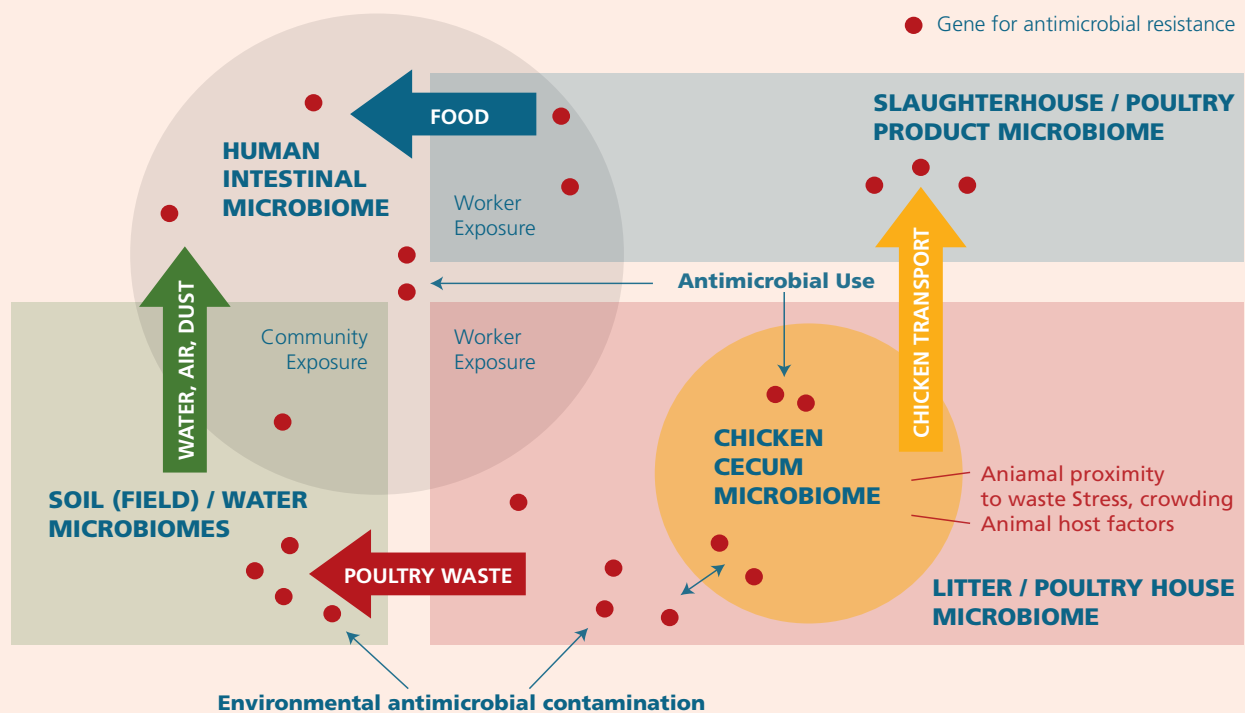 Gene for antimicrobial resistance
FOOD
SLAUGHTERHOUSE / POULTRY
PRODUCT MICROBIOME
HUMAN
INTESTINAL
MICROBIOME
Worker
Exposure
WATER, AIR, DUST
Antimicrobial Use
CHICKEN TRANSPORT
Community
Exposure
Worker
Exposure
CHICKEN
CECUM
MICROBIOME
Aniamal proximity
to waste Stress, crowding
Animal host factors
SOIL (FIELD) / WATER
MICROBIOMES
POULTRY WASTE
LITTER / POULTRY HOUSE
MICROBIOME
Environmental antimicrobial contamination